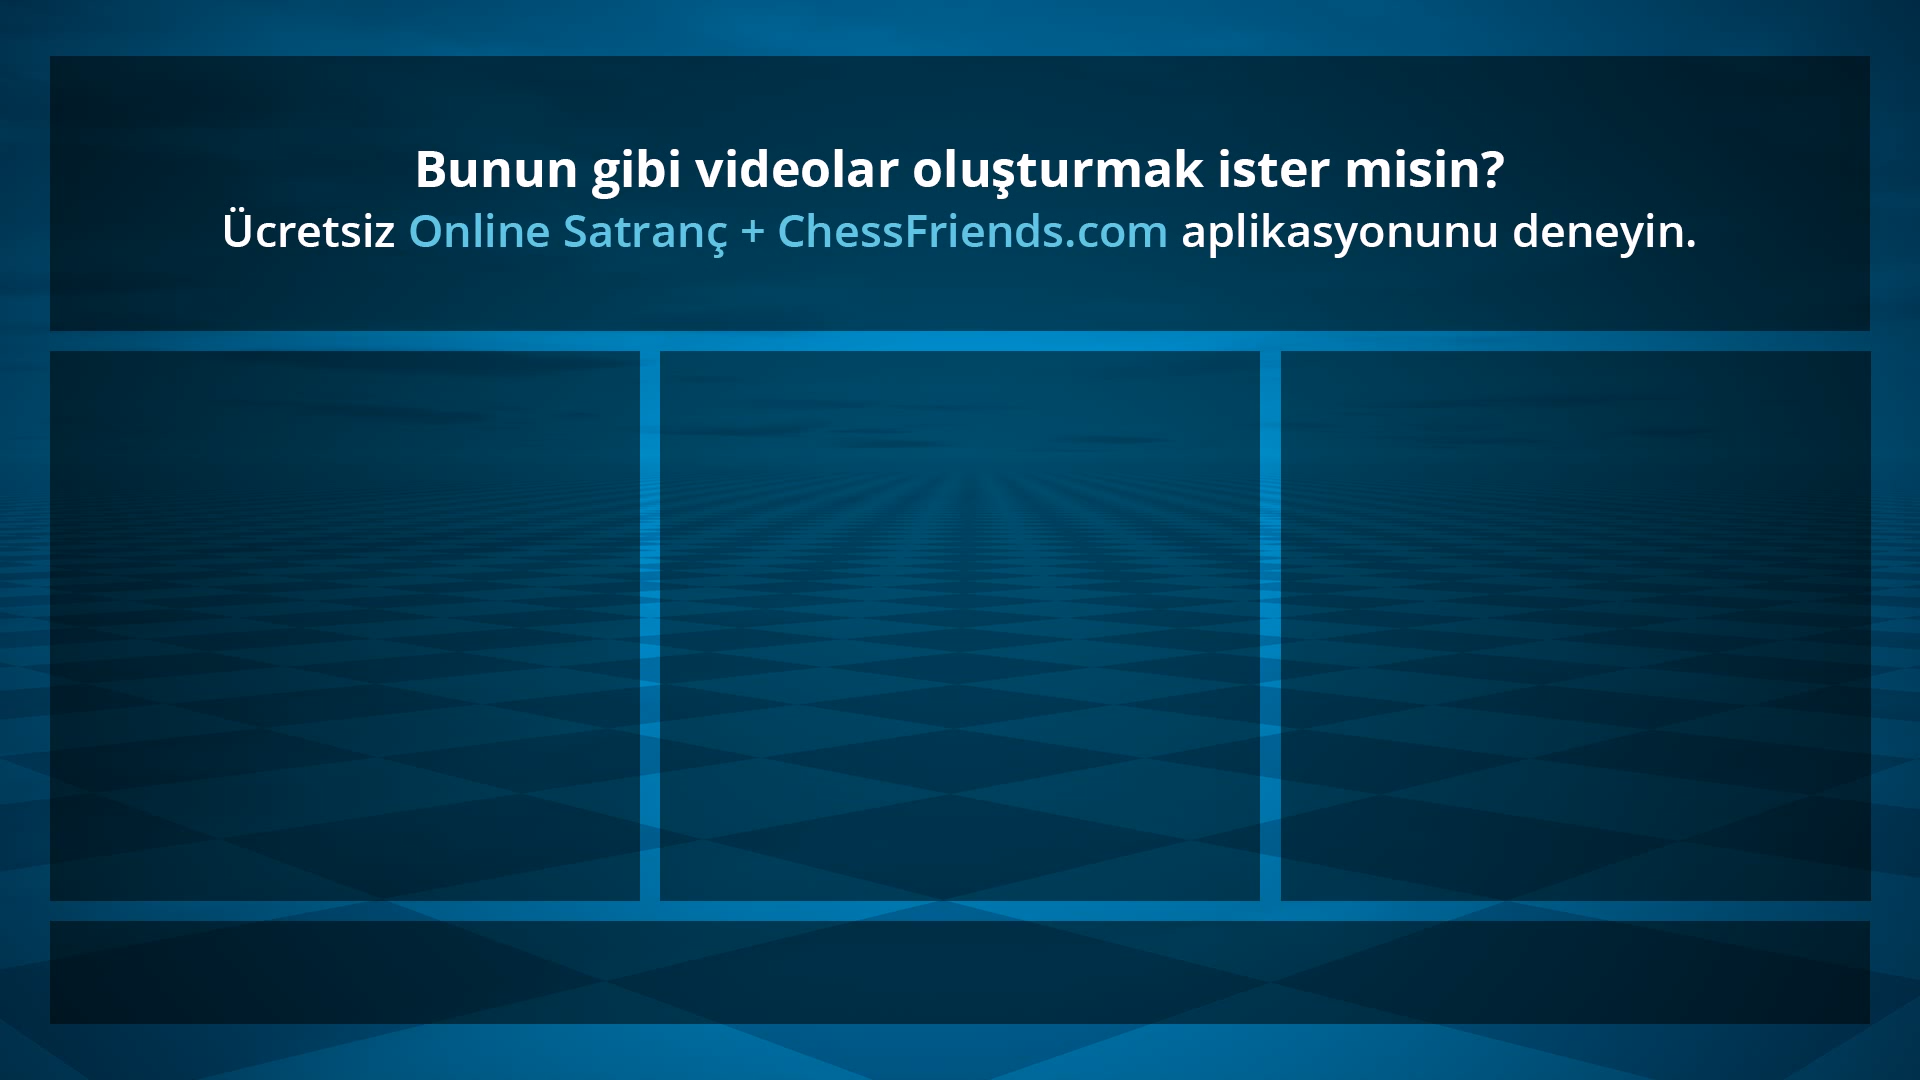 Bunun gibi videolar oluşturmak ister misin?
Ücretsiz Online Satranç + ChessFriends.com aplikasyonunu deneyin.